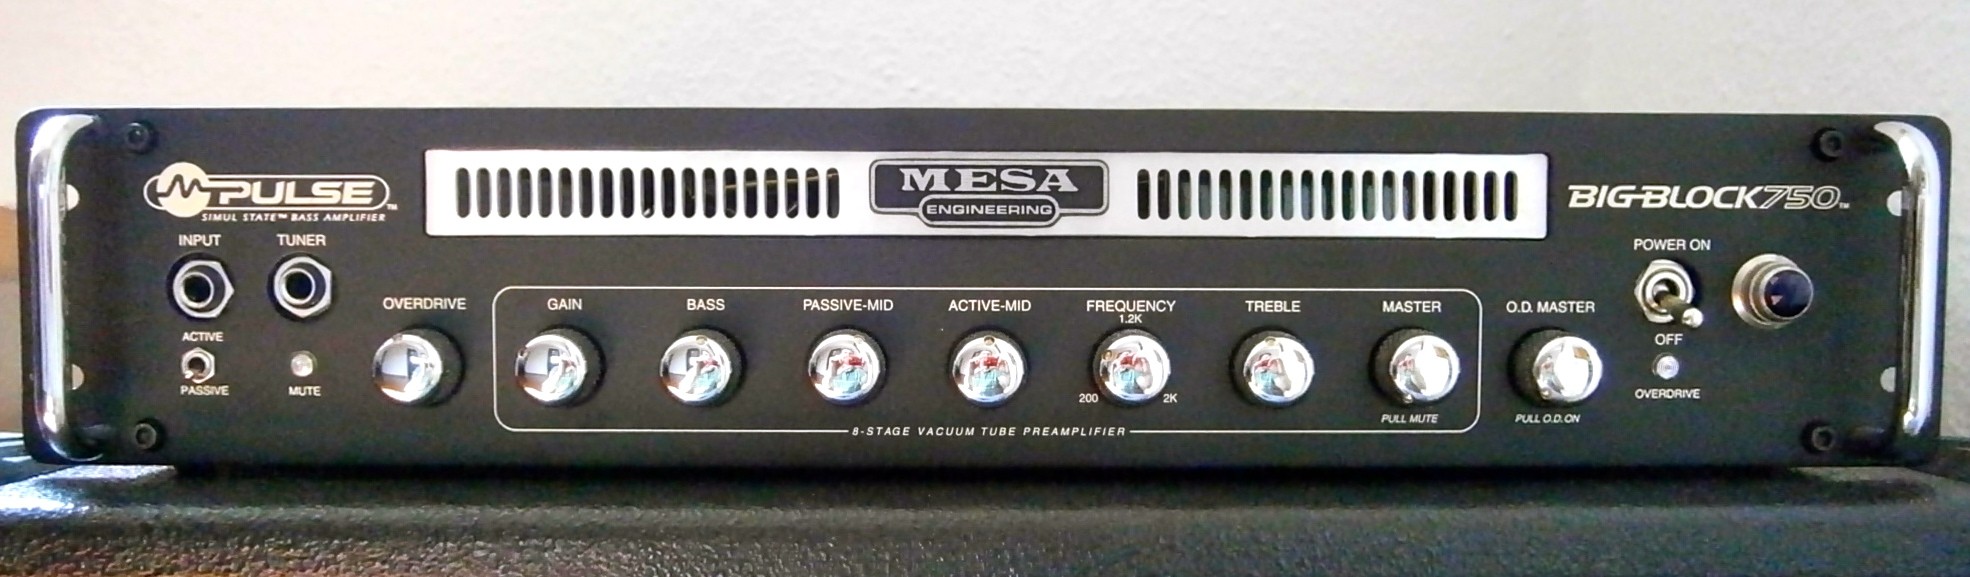 M PULSE™
SIMUL STATE™ BASS AMPLIFIER
MESA
ENGINEERING
BIG BLOCK 750™
INPUT
TUNER
ACTIVE
PASSIVE
MUTE
OVERDRIVE
GAIN
BASS
PASSIVE-MID
ACTIVE-MID
FREQUENCY
1.2K
200
2K
TREBLE
MASTER
PULL MUTE
8-STAGE VACUUM TUBE PREAMPLIFIER
O.D. MASTER
PULL O.D. ON
POWER ON
OFF
OVERDRIVE